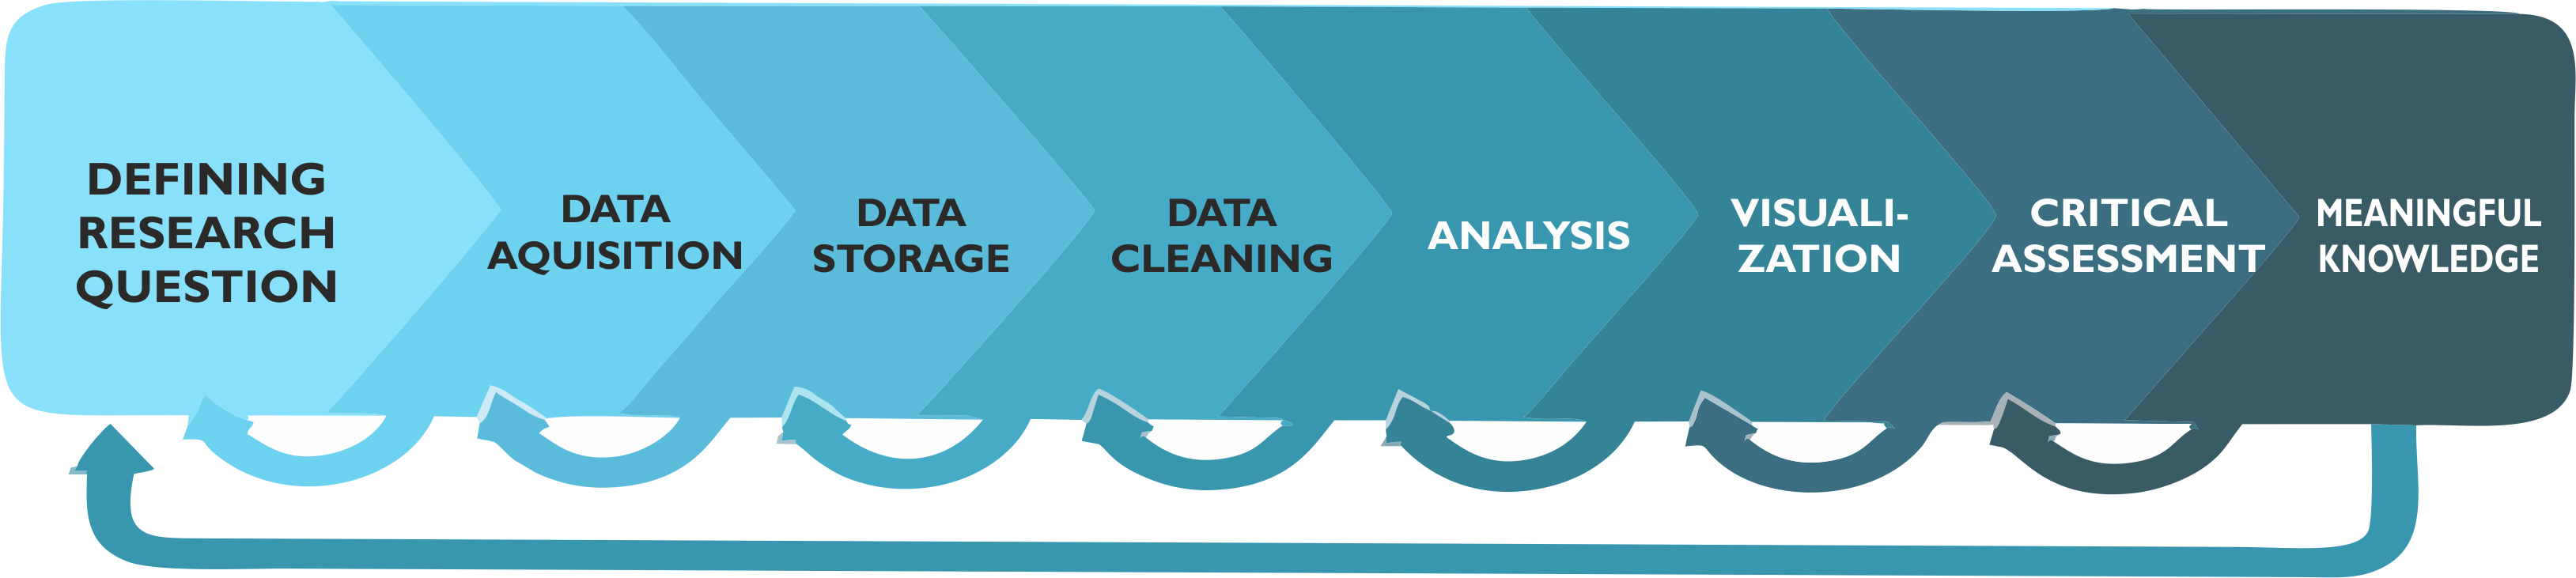 DEFINING
RESEARCH
QUESTION
DATA
AQUISITION
DATA
STORAGE
DATA
CLEANING
ANALYSIS
VISUALI-
ZATION
CRITICAL
ASSESSMENT
MEANINGFUL
KNOWLEDGE